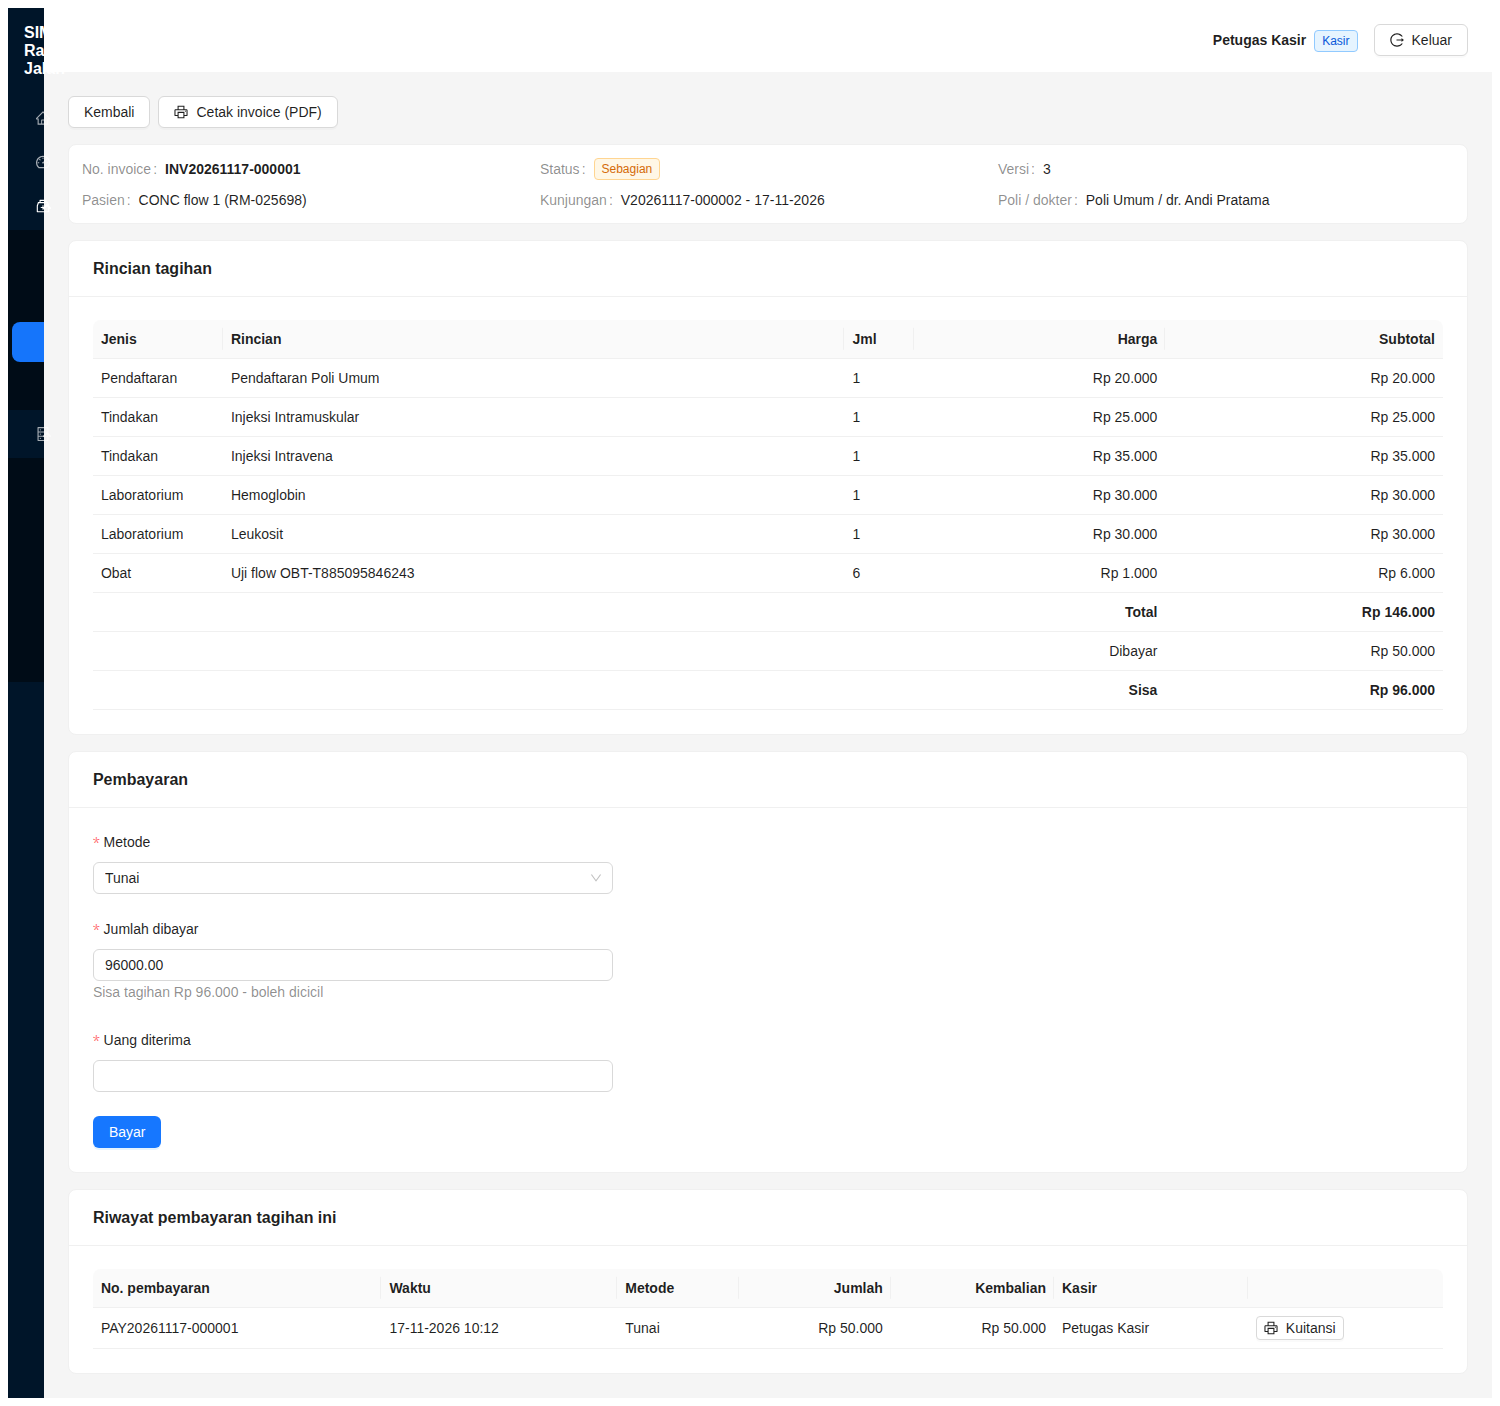 Petugas Kasir Kasir Keluar
Kembali Cetak invoice (PDF)
No. invoice : INV20261117-000001 Status : Sebagian Versi : 3
Pasien : CONC flow 1 (RM-025698) Kunjungan : V20261117-000002 - 17-11-2026 Poli / dokter : Poli Umum / dr. Andi Pratama
Rincian tagihan
Jenis Rincian Jml Harga Subtotal
Pendaftaran Pendaftaran Poli Umum 1 Rp 20.000 Rp 20.000
Tindakan Injeksi Intramuskular 1 Rp 25.000 Rp 25.000
Tindakan Injeksi Intravena 1 Rp 35.000 Rp 35.000
Laboratorium Hemoglobin 1 Rp 30.000 Rp 30.000
Laboratorium Leukosit 1 Rp 30.000 Rp 30.000
Obat Uji flow OBT-T885095846243 6 Rp 1.000 Rp 6.000
Total Rp 146.000
Dibayar Rp 50.000
Sisa Rp 96.000
Pembayaran
* Metode
Tunai
* Jumlah dibayar
96000.00
Sisa tagihan Rp 96.000 - boleh dicicil
* Uang diterima
Bayar
Riwayat pembayaran tagihan ini
No. pembayaran Waktu Metode Jumlah Kembalian Kasir
PAY20261117-000001 17-11-2026 10:12 Tunai Rp 50.000 Rp 50.000 Petugas Kasir Kuitansi